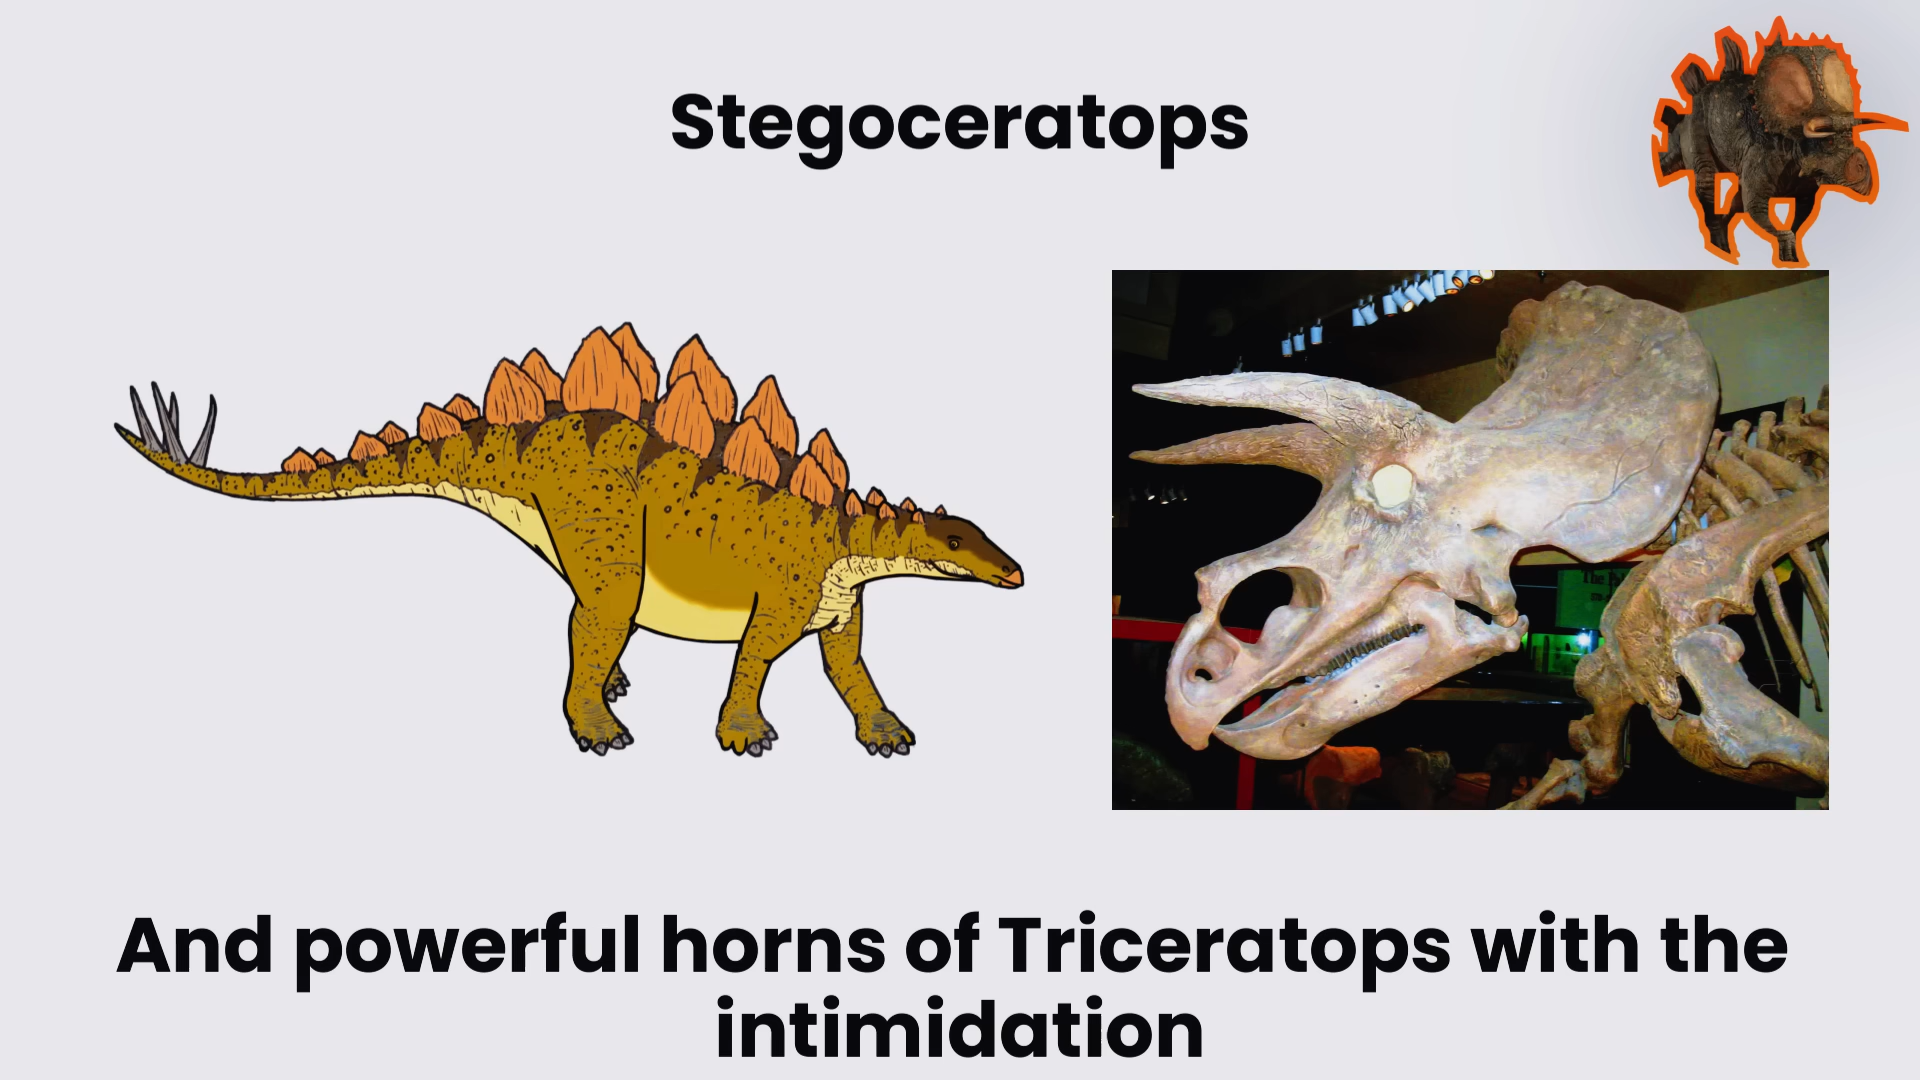 Stegoceratops
And powerful horns of Triceratops with the
intimidation